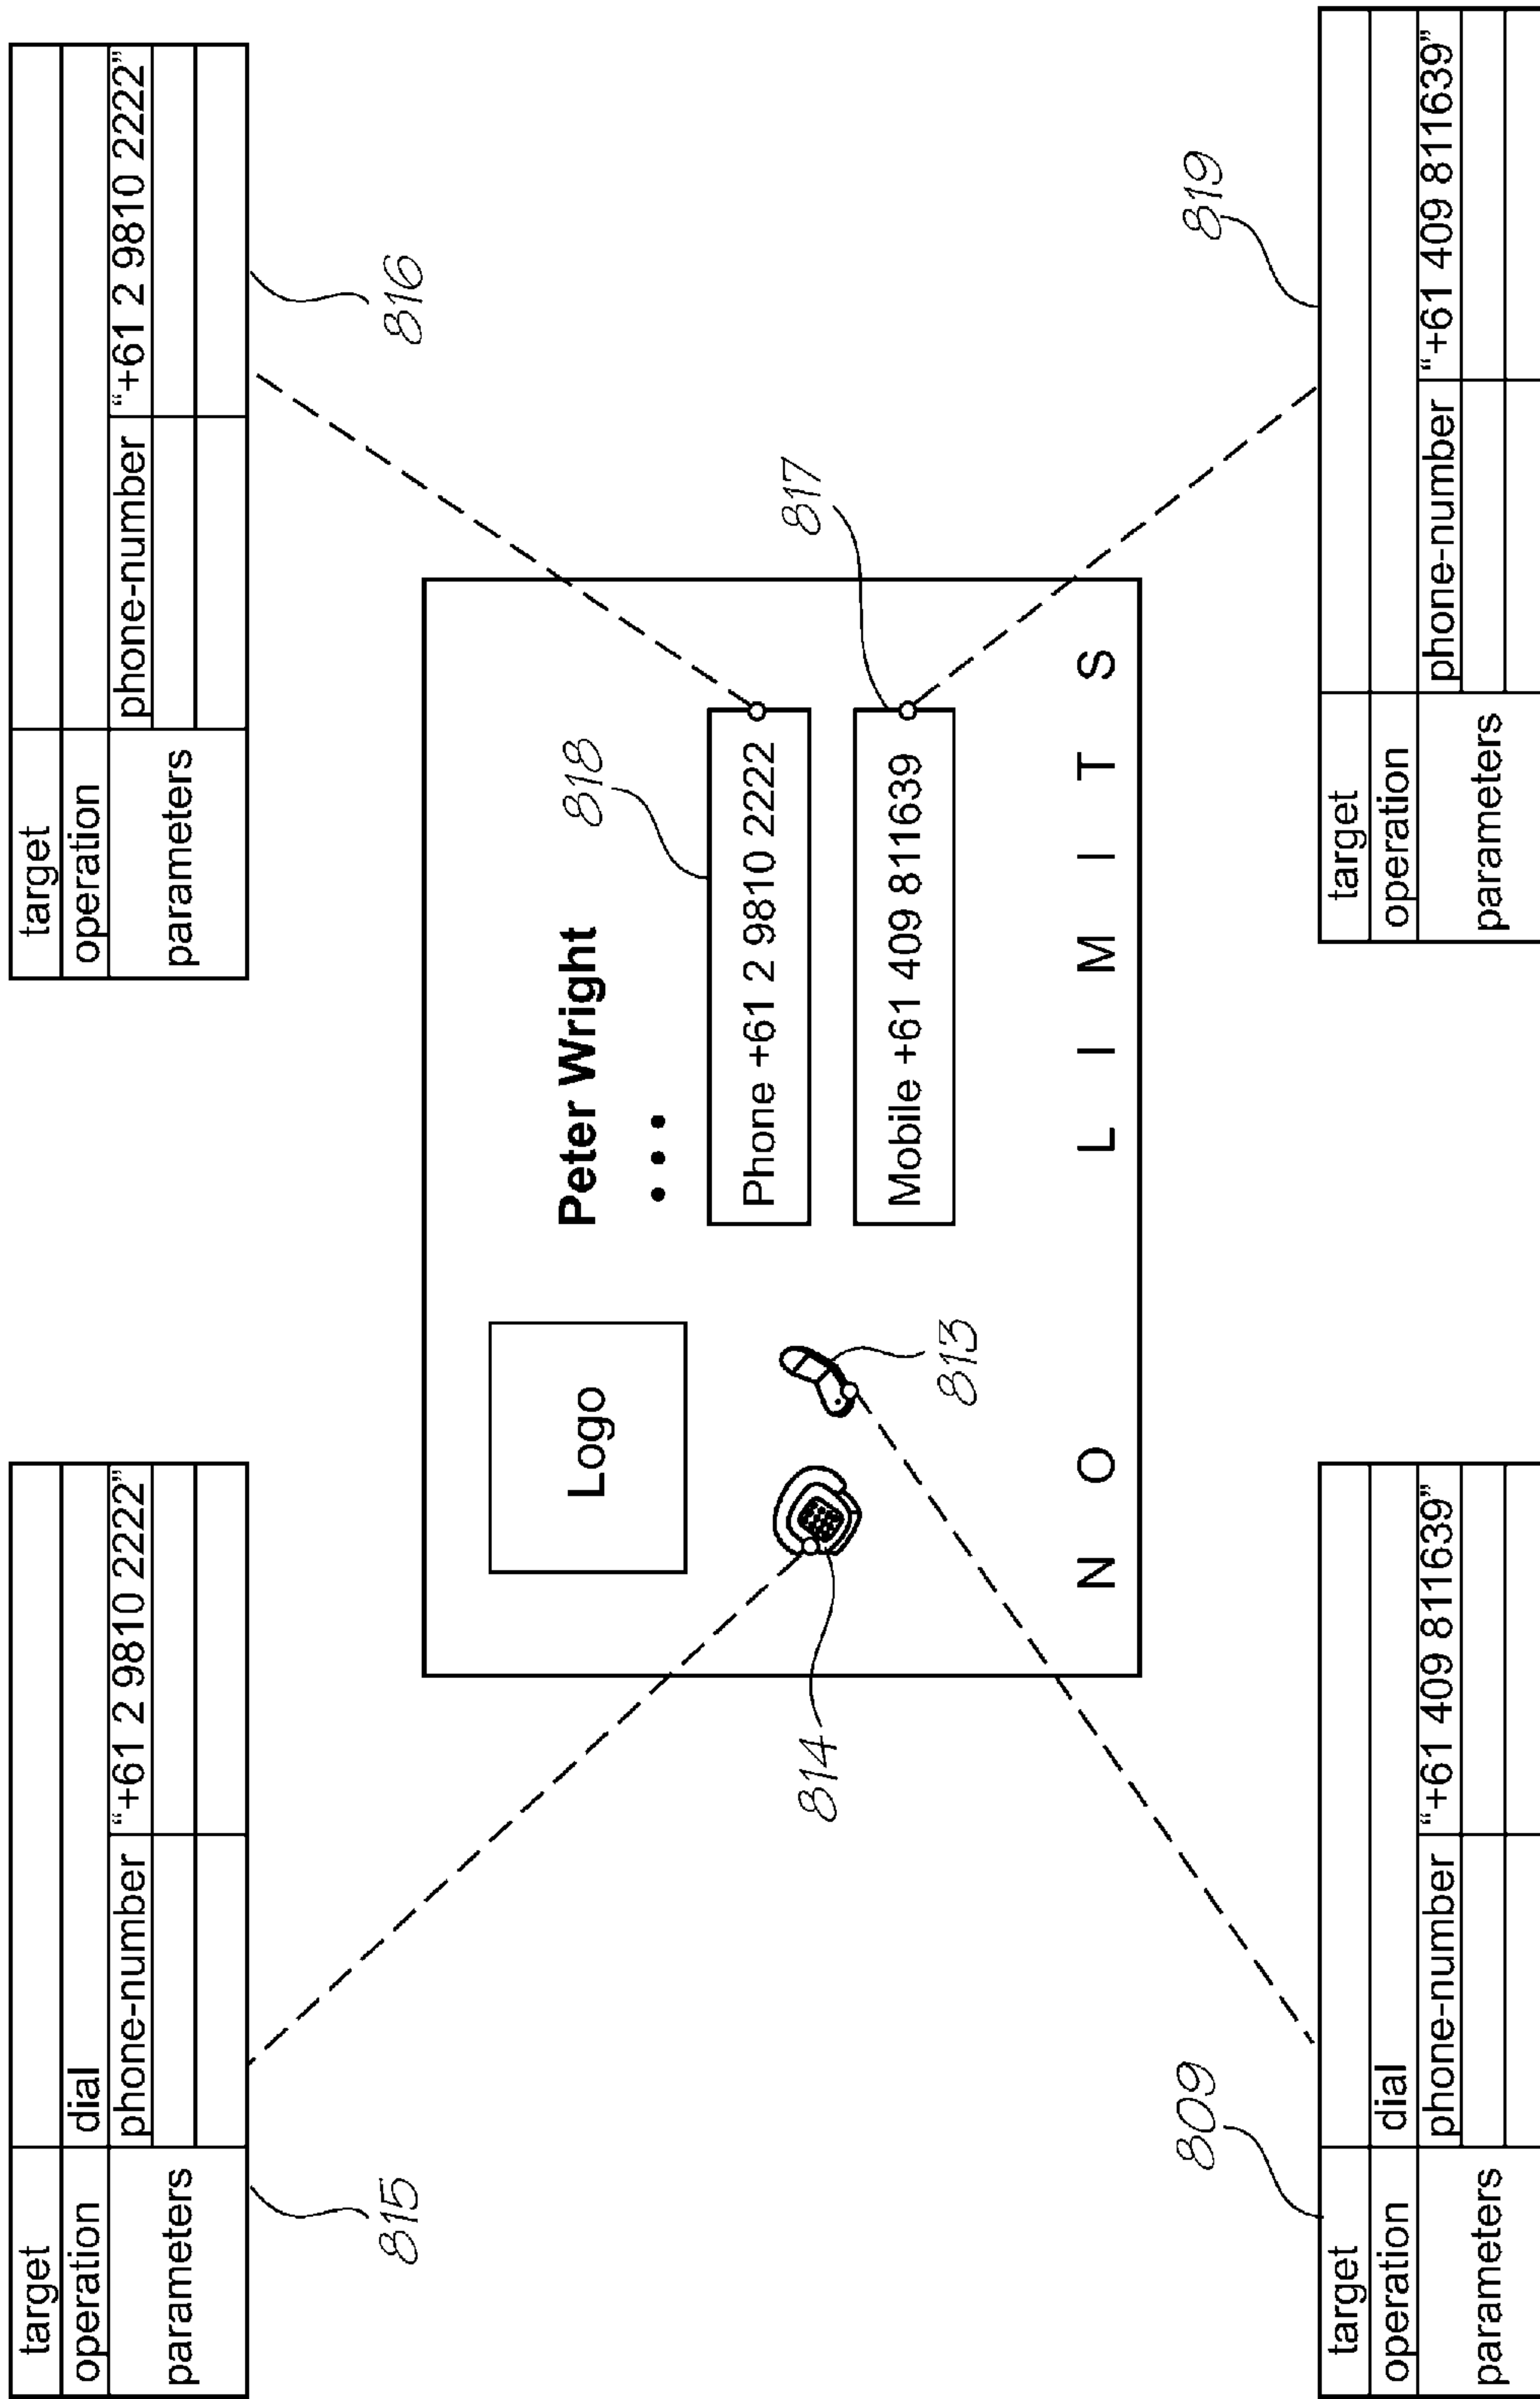 target
operation dial
parameters phone-number “+61 2 9810 2222”
815
target
operation
parameters phone-number “+61 2 9810 2222”
816
Logo
Peter Wright
• • •
818
Phone +61 2 9810 2222
817
Mobile +61 409 811639
814
813
N O L I M I T S
809
target
operation dial
parameters phone-number “+61 409 811639”
819
target
operation
parameters phone-number “+61 409 811639”